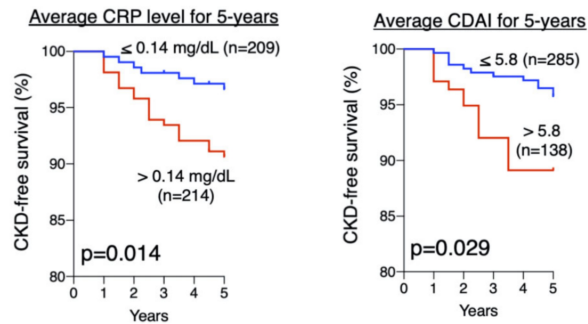 Average CRP level for 5-years
≤ 0.14 mg/dL (n=209)
> 0.14 mg/dL
(n=214)
p=0.014
CKD-free survival (%)
100
95
90
85
80
0 1 2 3 4 5
Years
Average CDAI for 5-years
≤ 5.8 (n=285)
> 5.8
(n=138)
p=0.029
CKD-free survival (%)
100
95
90
85
80
0 1 2 3 4 5
Years